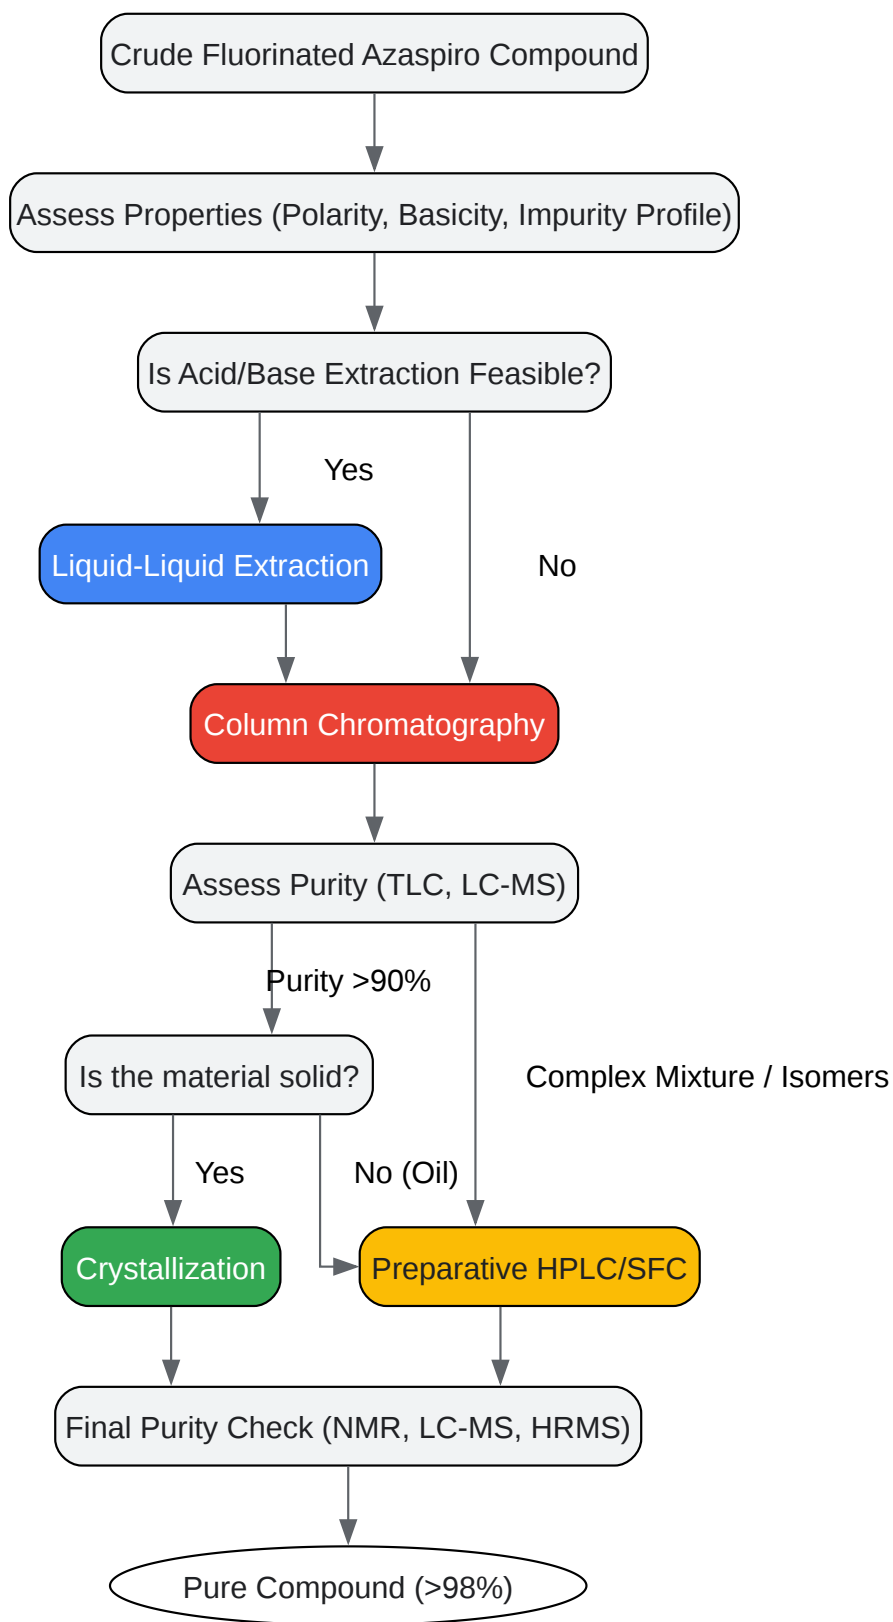 Crude Fluorinated Azaspiro Compound
Assess Properties (Polarity, Basicity, Impurity Profile)
Is Acid/Base Extraction Feasible?
Yes
Liquid-Liquid Extraction
No
Column Chromatography
Assess Purity (TLC, LC-MS)
Purity >90%
Is the material solid?
Complex Mixture / Isomers
Yes
No (Oil)
Crystallization
Preparative HPLC/SFC
Final Purity Check (NMR, LC-MS, HRMS)
Pure Compound (>98%)